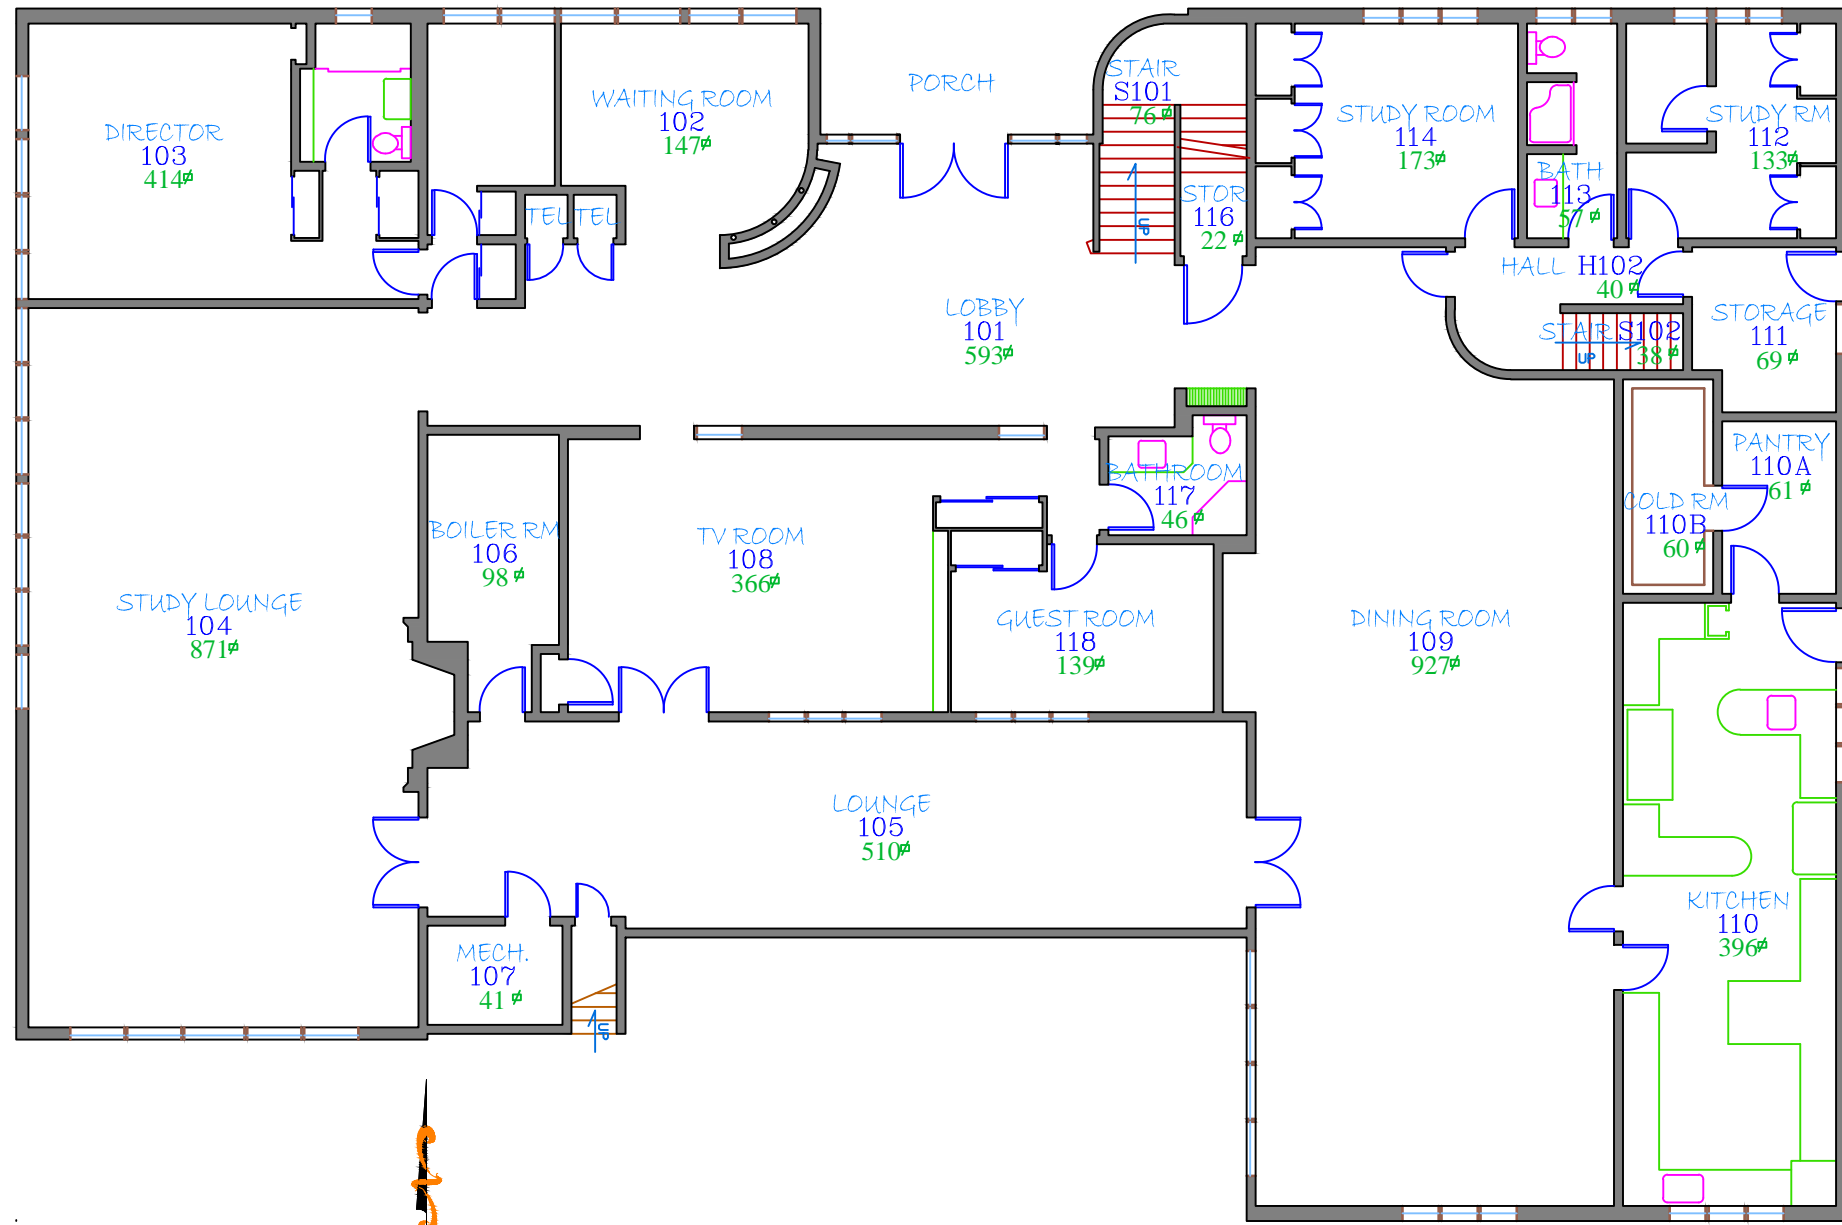 DIRECTOR
103
414⏍
WAITING ROOM
102
147⏍
PORCH
STAIR
S101
76⏍
UP
STOR
116
22⏍
STUDY ROOM
114
173⏍
BATH
113
57⏍
STUDY RM
112
133⏍
TEL
TEL
HALL H102
40⏍
LOBBY
101
593⏍
STAIR S102
38⏍
UP
STORAGE
111
69⏍
PANTRY
110A
61⏍
COLD RM
110B
60⏍
BATHROOM
117
46⏍
BOILER RM
106
98⏍
TV ROOM
108
366⏍
STUDY LOUNGE
104
871⏍
GUEST ROOM
118
139⏍
DINING ROOM
109
927⏍
LOUNGE
105
510⏍
KITCHEN
110
396⏍
MECH.
107
41⏍
UP